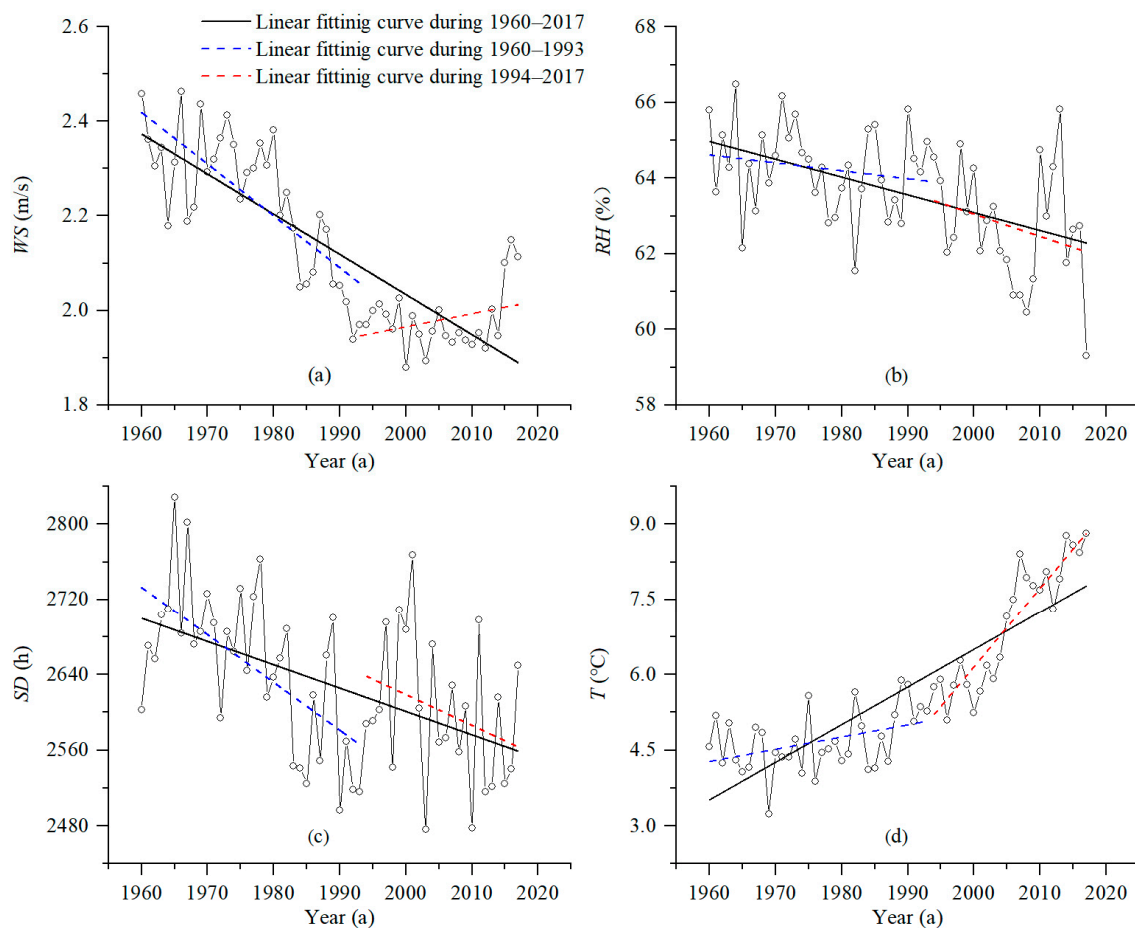 Linear fittinig curve during 1960–2017
Linear fittinig curve during 1960–1993
Linear fittinig curve during 1994–2017
2.6
2.4
2.2
2.0
1.8
WS (m/s)
(a)
1960 1970 1980 1990 2000 2010 2020
Year (a)
68
66
64
62
60
58
RH (%)
(b)
1960 1970 1980 1990 2000 2010 2020
Year (a)
2800
2720
2640
2560
2480
SD (h)
(c)
1960 1970 1980 1990 2000 2010 2020
Year (a)
9.0
7.5
6.0
4.5
3.0
T (°C)
(d)
1960 1970 1980 1990 2000 2010 2020
Year (a)